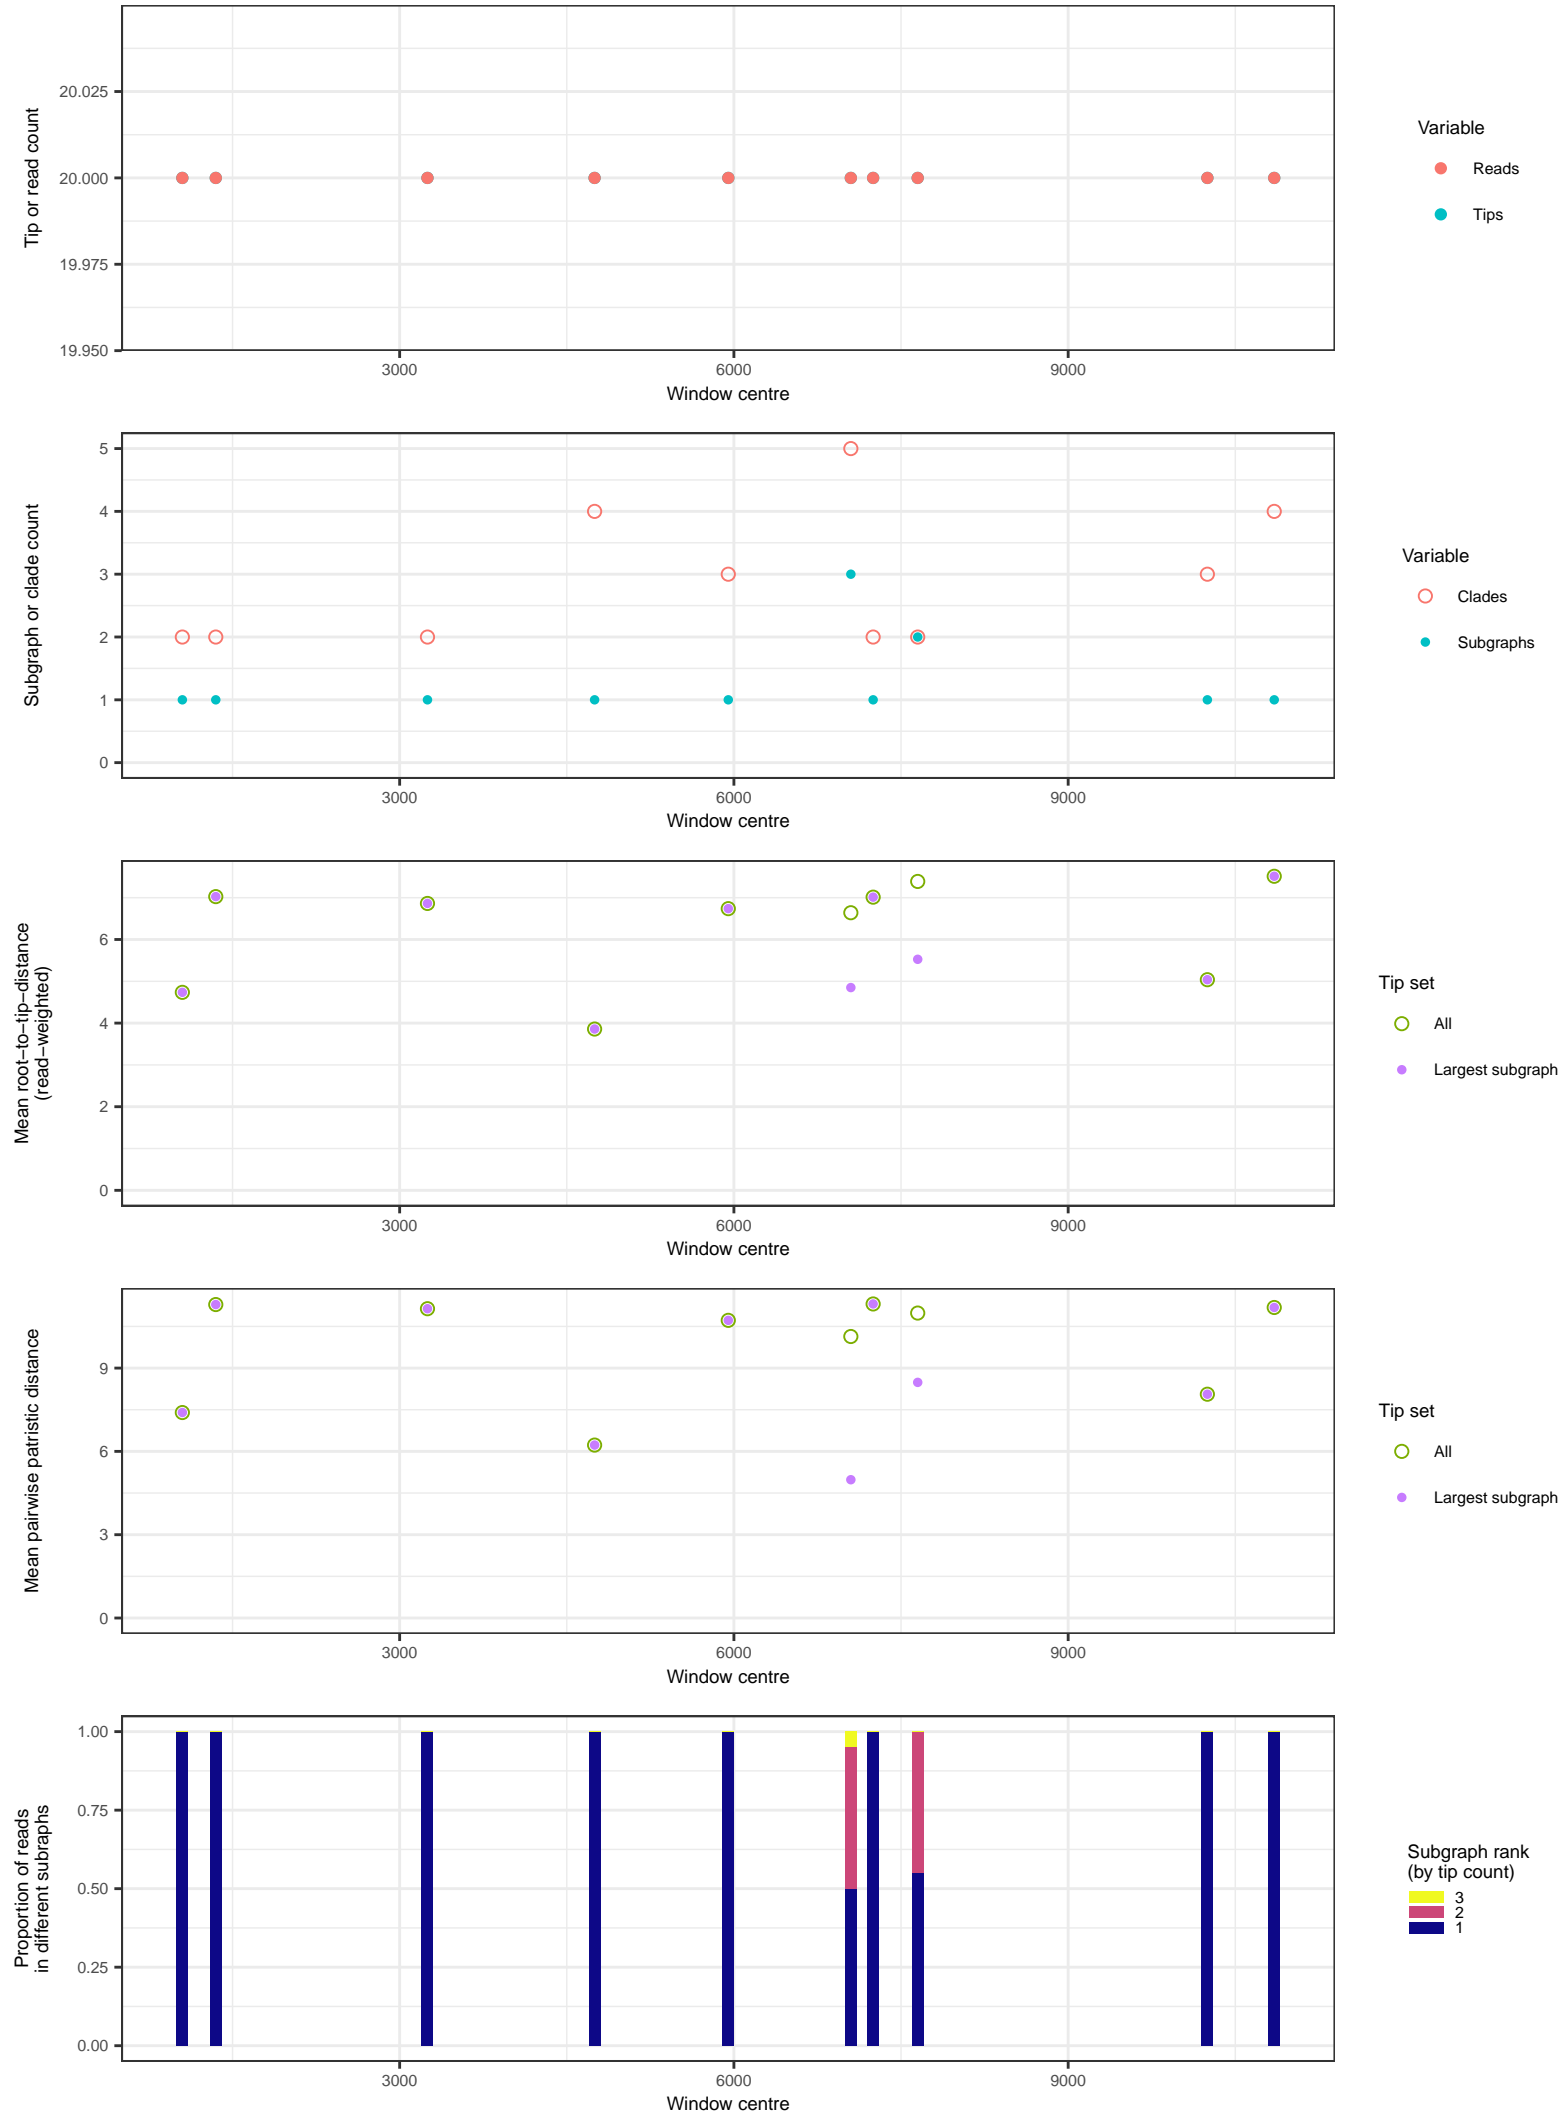 Tip or read count
20.025
20.000
19.975
19.950
3000
6000
9000
Window centre
Variable
Reads
Tips
Subgraph or clade count
5
4
3
2
1
0
3000
6000
9000
Window centre
Variable
Clades
Subgraphs
Mean root−to−tip−distance
(read−weighted)
6
4
2
0
3000
6000
9000
Window centre
Tip set
All
Largest subgraph
Mean pairwise patristic distance
9
6
3
0
3000
6000
9000
Window centre
Tip set
All
Largest subgraph
Proportion of reads
in different subraphs
1.00
0.75
0.50
0.25
0.00
3000
6000
9000
Window centre
Subgraph rank
(by tip count)
3
2
1